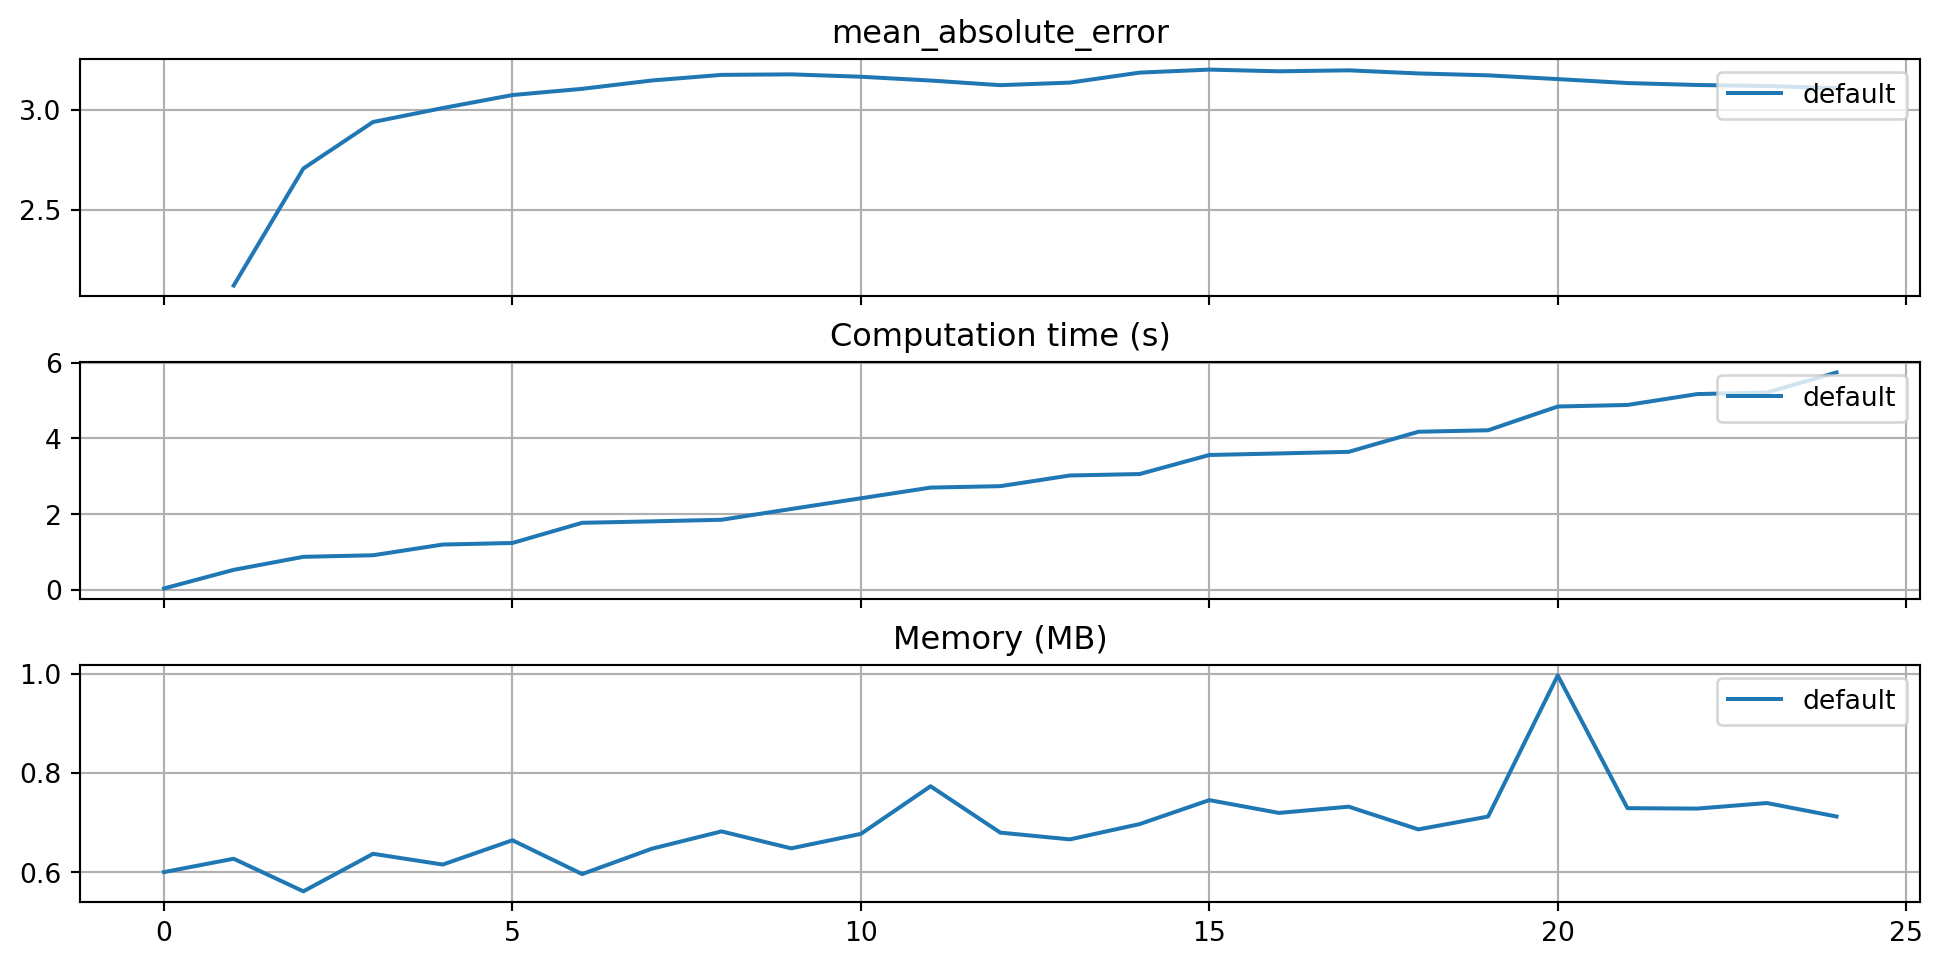 mean_absolute_error
3.0
2.5
default
Computation time (s)
6
4
2
0
default
Memory (MB)
1.0
0.8
0.6
default
0 5 10 15 20 25